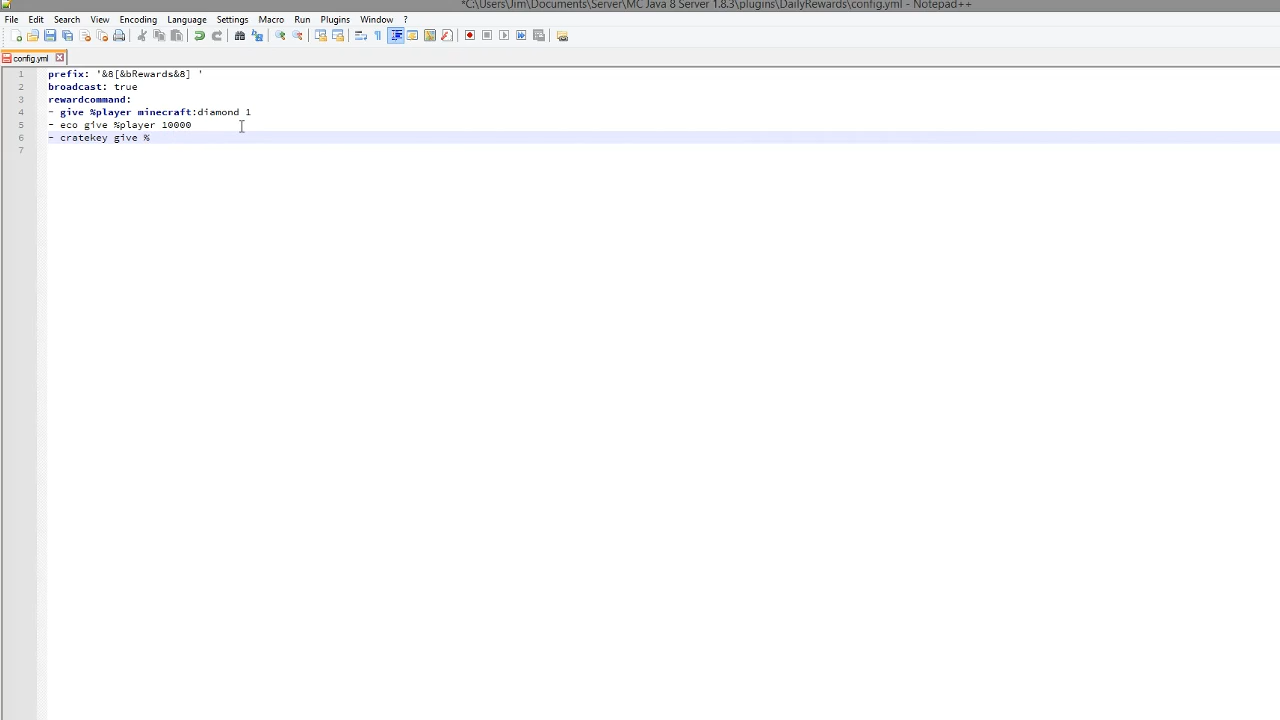 *C:\Users\Jim\Documents\Server\MC Java 8 Server 1.8.3\plugins\DailyRewards\config.yml - Notepad++
File Edit Search View Encoding Language Settings Macro Run Plugins Window ?
config.yml
1 prefix: '&8[&bRewards&8] '
2 broadcast: true
3 rewardcommand:
4 - give %player minecraft:diamond 1
5 - eco give %player 10000
6 - cratekey give %
7